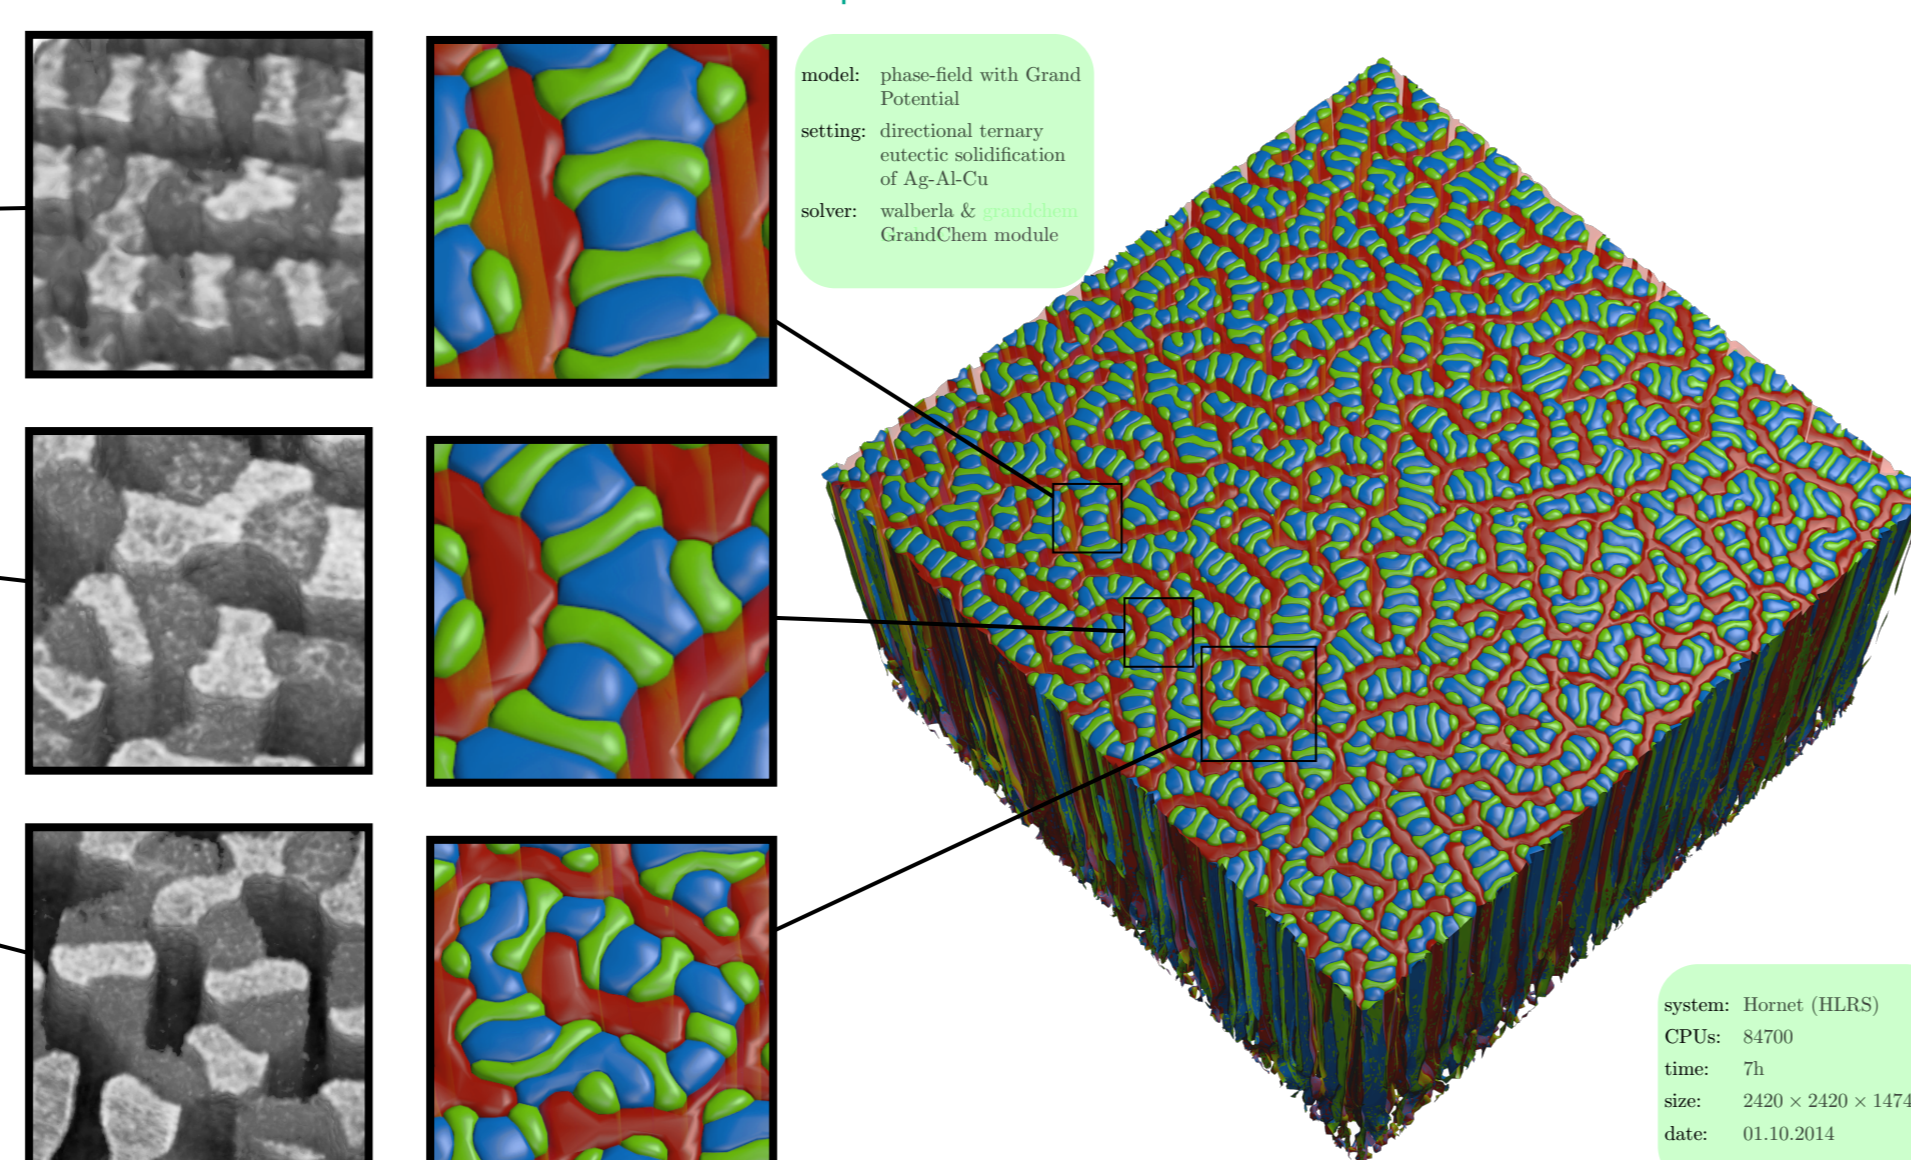 model: phase-field with Grand
Potential
setting: directional ternary
eutectic solidification
of Ag-Al-Cu
solver: walberla & grandchem
GrandChem module
system: Hornet (HLRS)
CPUs: 84700
time: 7h
size: 2420 × 2420 × 1474
date: 01.10.2014